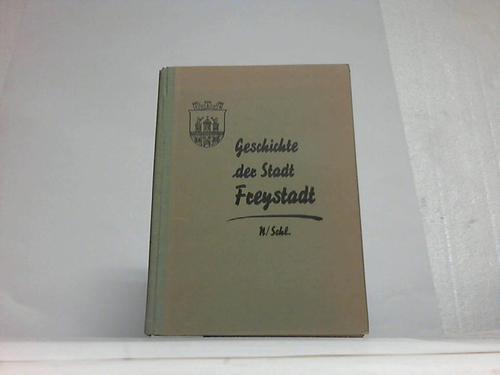 Geschichte
der Stadt
Freystadt
N/Schl.